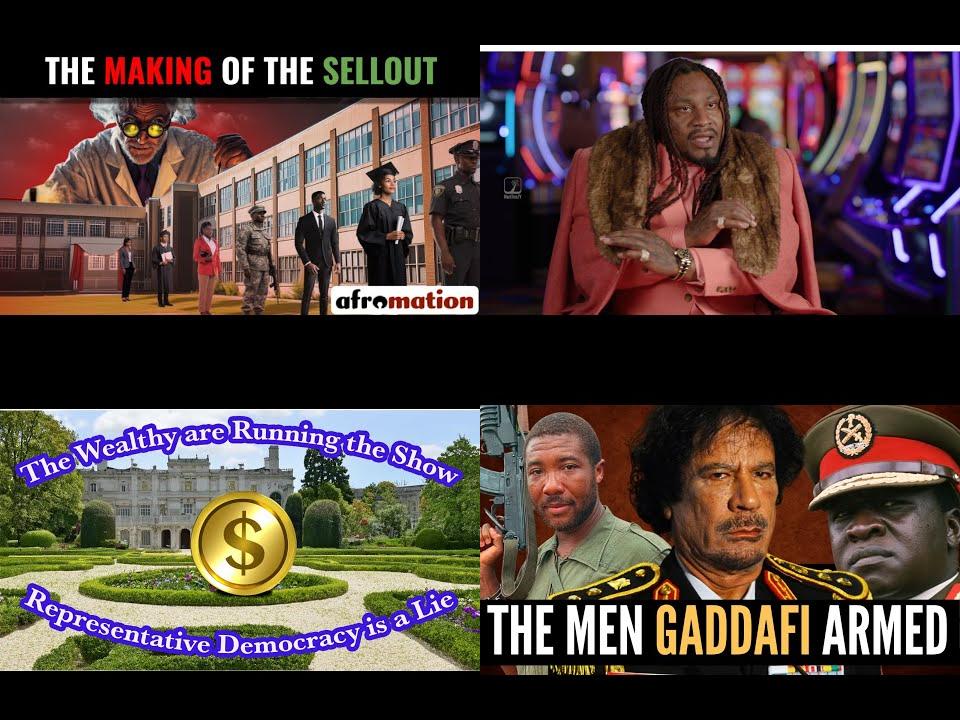 THE MAKING OF THE SELLOUT
afromation
The Wealthy are Running the Show
$
Representative Democracy is a Lie
THE MEN GADDAFI ARMED